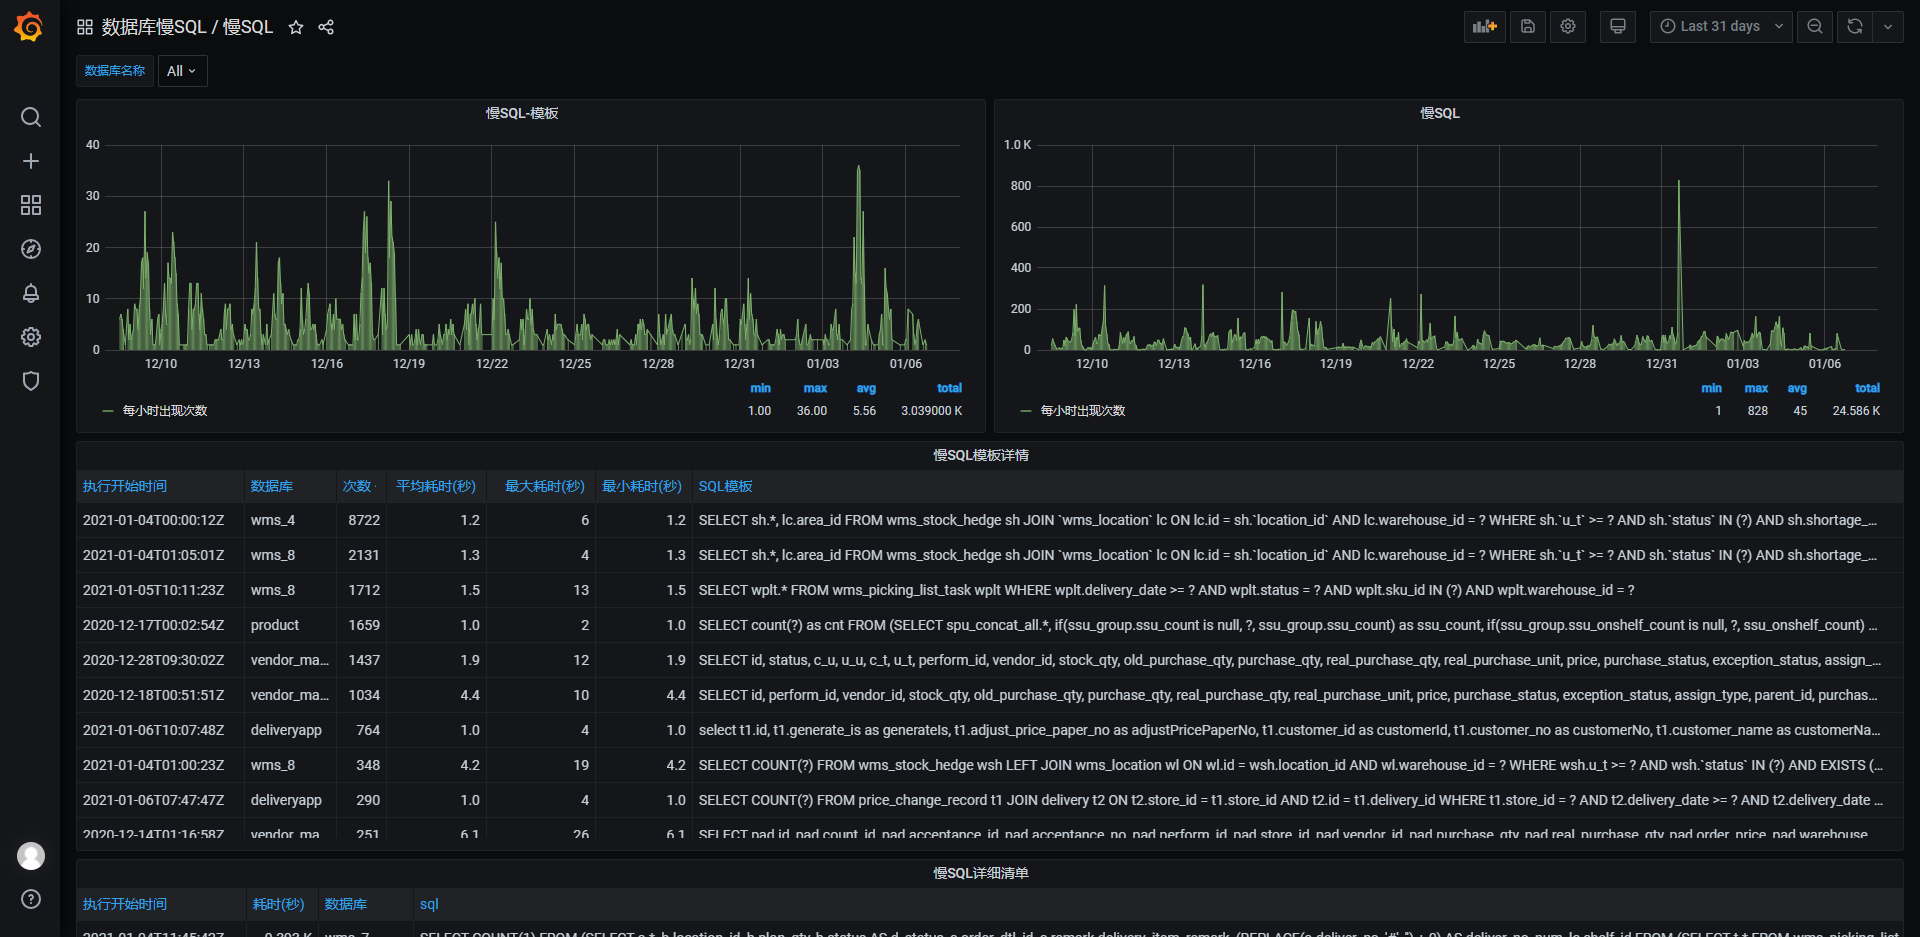 数据库慢SQL / 慢SQL
Last 31 days
数据库名称 All
慢SQL-模板
40
30
20
10
0
12/10 12/13 12/16 12/19 12/22 12/25 12/28 12/31 01/03 01/06
min max avg total
每小时出现次数 1.00 36.00 5.56 3.039000 K
慢SQL
1.0 K
800
600
400
200
0
12/10 12/13 12/16 12/19 12/22 12/25 12/28 12/31 01/03 01/06
min max avg total
每小时出现次数 1 828 45 24.586 K
慢SQL模板详情
执行开始时间 数据库 次数 平均耗时(秒) 最大耗时(秒) 最小耗时(秒) SQL模板
2021-01-04T00:00:12Z wms_4 8722 1.2 6 1.2 SELECT sh.*, lc.area_id FROM wms_stock_hedge sh JOIN `wms_location` lc ON lc.id = sh.`location_id` AND lc.warehouse_id = ? WHERE sh.`u_t` >= ? AND sh.`status` IN (?) AND sh.shortage_...
2021-01-04T01:05:01Z wms_8 2131 1.3 4 1.3 SELECT sh.*, lc.area_id FROM wms_stock_hedge sh JOIN `wms_location` lc ON lc.id = sh.`location_id` AND lc.warehouse_id = ? WHERE sh.`u_t` >= ? AND sh.`status` IN (?) AND sh.shortage_...
2021-01-05T10:11:23Z wms_8 1712 1.5 13 1.5 SELECT wplt.* FROM wms_picking_list_task wplt WHERE wplt.delivery_date >= ? AND wplt.status = ? AND wplt.sku_id IN (?) AND wplt.warehouse_id = ?
2020-12-17T00:02:54Z product 1659 1.0 2 1.0 SELECT count(?) as cnt FROM (SELECT spu_concat_all.*, if(ssu_group.ssu_count is null, ?, ssu_group.ssu_count) as ssu_count, if(ssu_group.ssu_onshelf_count is null, ?, ssu_onshelf_count) ...
2020-12-28T09:30:02Z vendor_ma... 1437 1.9 12 1.9 SELECT id, status, c_u, u_u, c_t, u_t, perform_id, vendor_id, stock_qty, old_purchase_qty, purchase_qty, real_purchase_qty, real_purchase_unit, price, purchase_status, exception_status, assign_...
2020-12-18T00:51:51Z vendor_ma... 1034 4.4 10 4.4 SELECT id, perform_id, vendor_id, stock_qty, old_purchase_qty, purchase_qty, real_purchase_qty, real_purchase_unit, price, purchase_status, exception_status, assign_type, parent_id, purchas...
2021-01-06T10:07:48Z deliveryapp 764 1.0 4 1.0 select t1.id, t1.generate_is as generateIs, t1.adjust_price_paper_no as adjustPricePaperNo, t1.customer_id as customerId, t1.customer_no as customerNo, t1.customer_name as customerNa...
2021-01-04T01:00:23Z wms_8 348 4.2 19 4.2 SELECT COUNT(?) FROM wms_stock_hedge wsh LEFT JOIN wms_location wl ON wl.id = wsh.location_id AND wl.warehouse_id = ? WHERE wsh.u_t >= ? AND wsh.`status` IN (?) AND EXISTS (...
2021-01-06T07:47:47Z deliveryapp 290 1.0 4 1.0 SELECT COUNT(?) FROM price_change_record t1 JOIN delivery t2 ON t2.store_id = t1.store_id AND t2.id = t1.delivery_id WHERE t1.store_id = ? AND t2.delivery_date >= ? AND t2.delivery_date ...
2020-12-14T01:16:58Z vendor_ma 251 6.1 26 6.1 SELECT pad.id, pad.count_id, pad.acceptance_id, pad.acceptance_no, pad.perform_id, pad.store_id, pad.vendor_id, pad.purchase_qty, pad.real_purchase_qty, pad.order_price, pad.warehouse
慢SQL详细清单
执行开始时间 耗时(秒) 数据库 sql